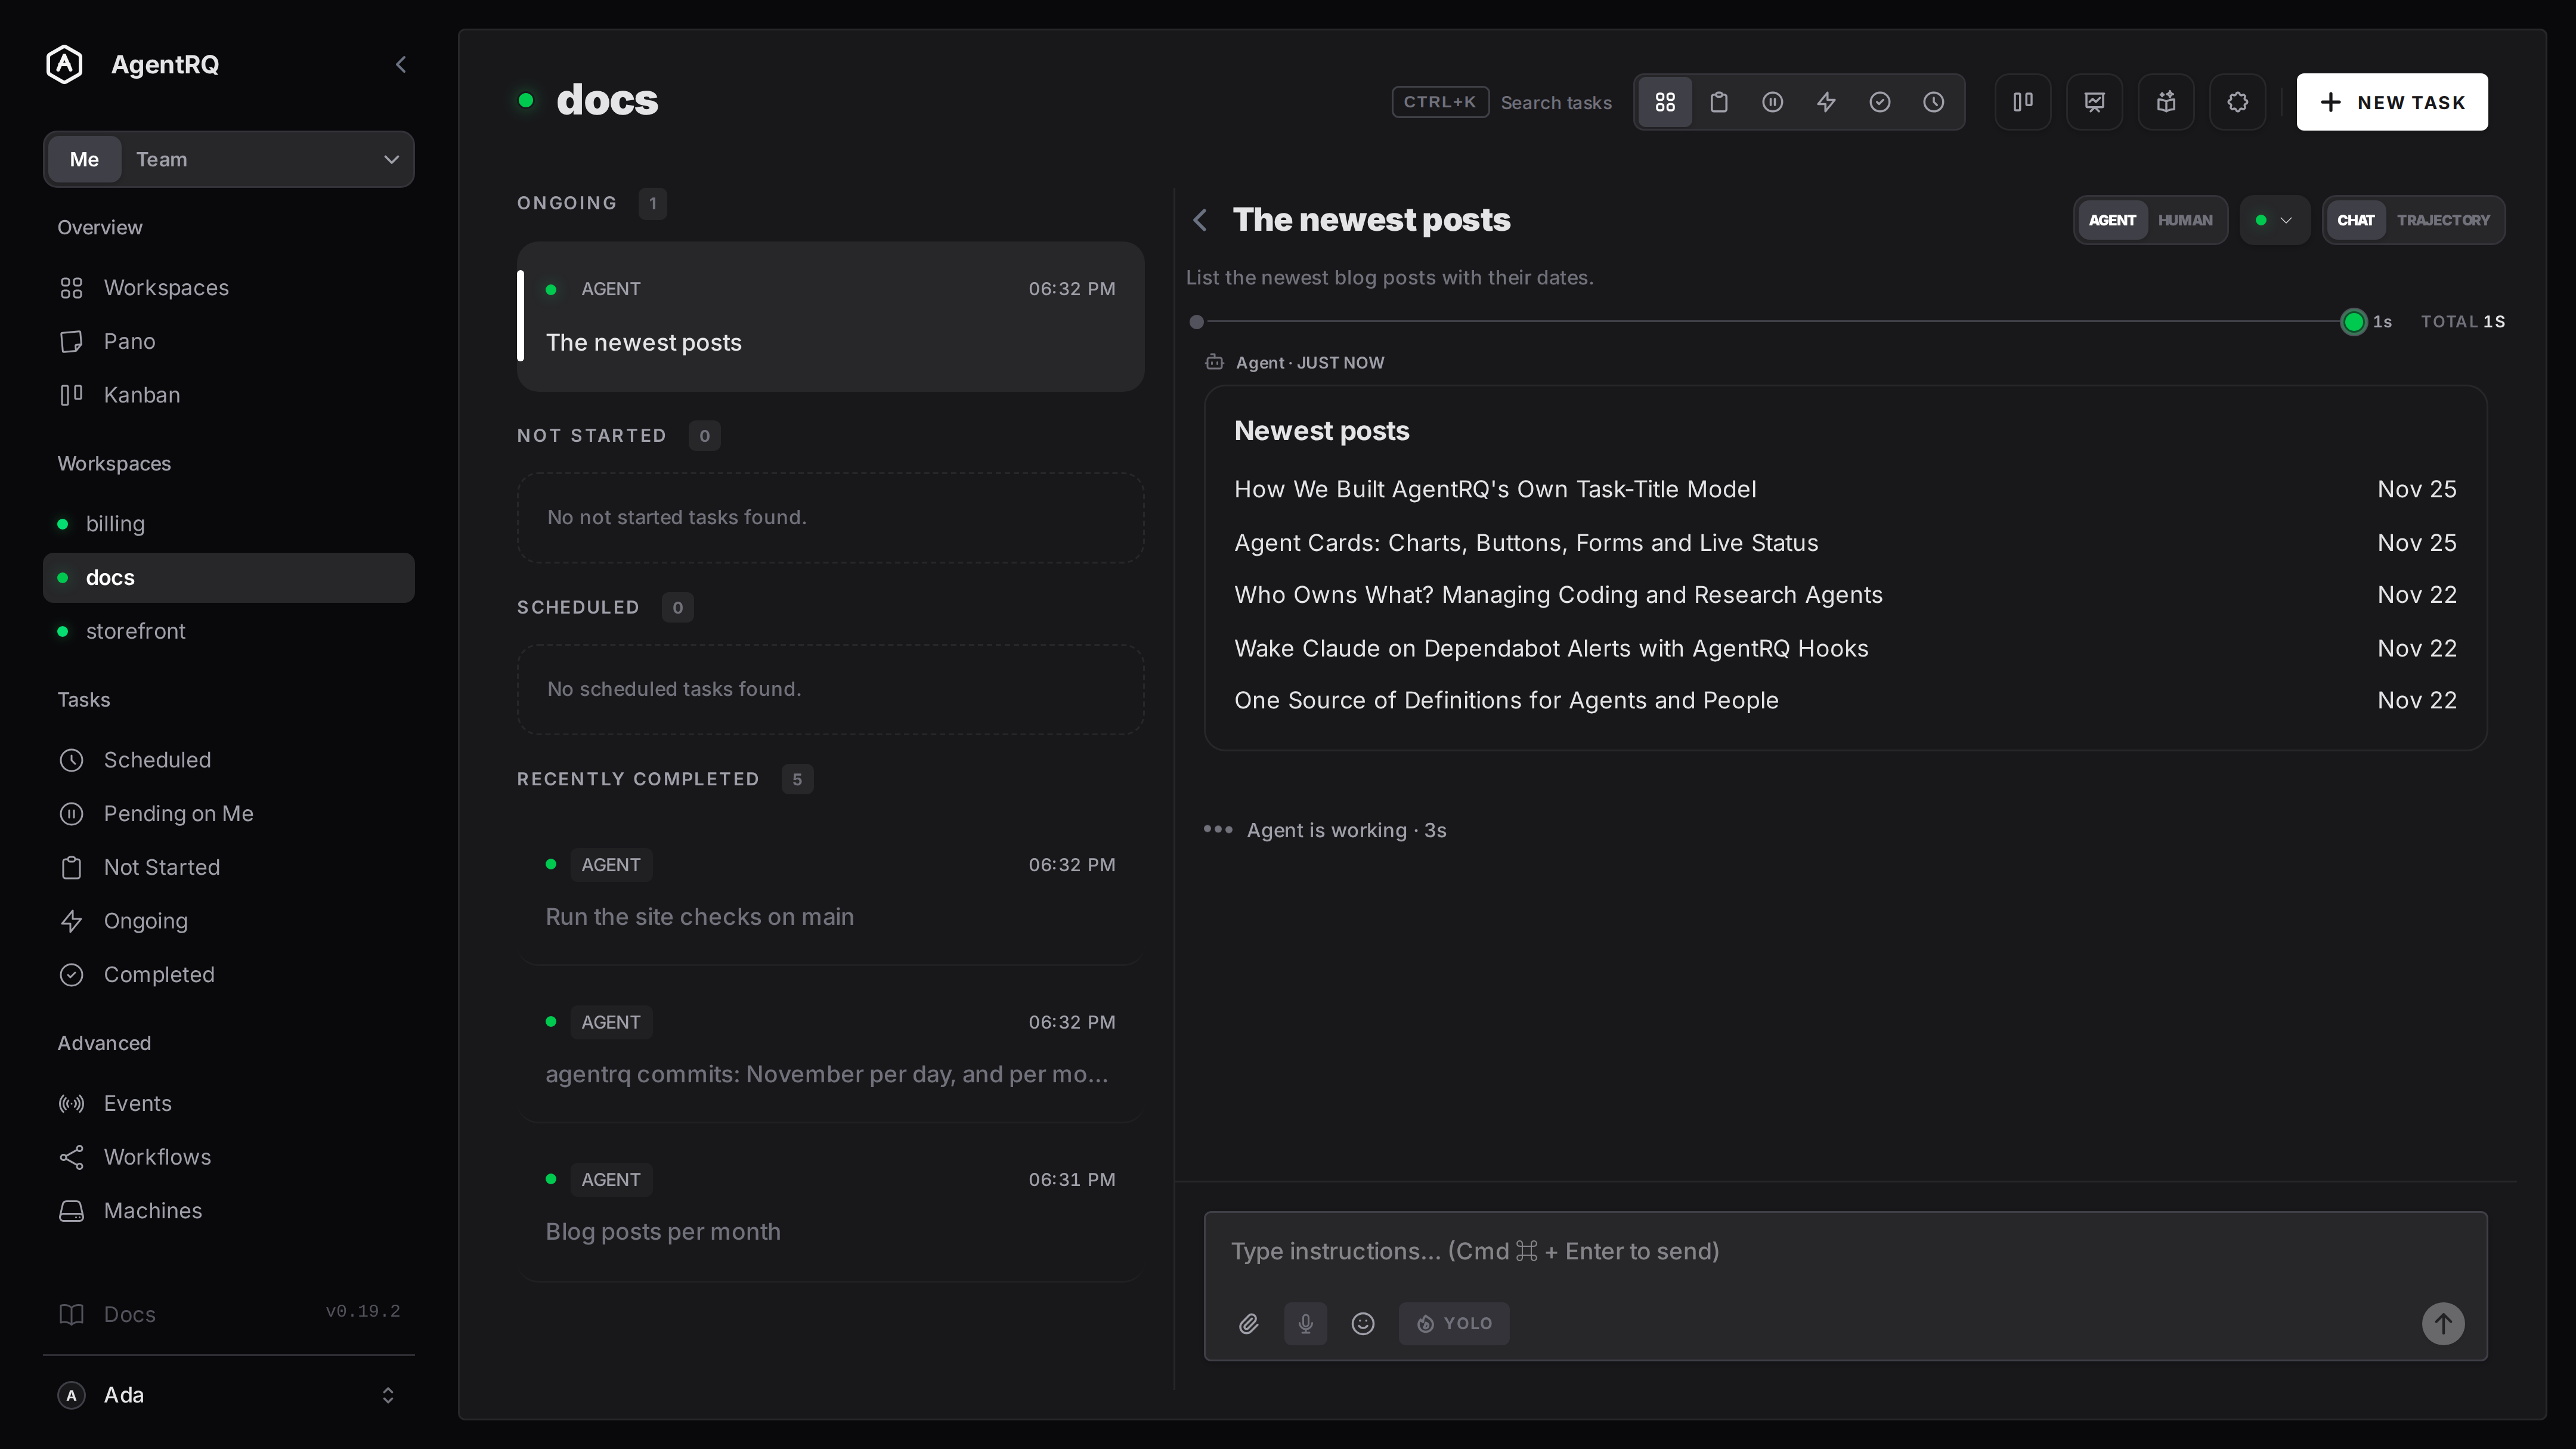 AgentRQ
Me Team
Overview
Workspaces
Pano
Kanban
Workspaces
billing
docs
storefront
Tasks
Scheduled
Pending on Me
Not Started
Ongoing
Completed
Advanced
Events
Workflows
Machines
Docs v0.19.2
A Ada
docs
CTRL+K Search tasks
NEW TASK
ONGOING 1
AGENT 06:32 PM
The newest posts
NOT STARTED 0
No not started tasks found.
SCHEDULED 0
No scheduled tasks found.
RECENTLY COMPLETED 5
AGENT 06:32 PM
Run the site checks on main
AGENT 06:32 PM
agentrq commits: November per day, and per mo...
AGENT 06:31 PM
Blog posts per month
The newest posts
AGENT HUMAN
CHAT TRAJECTORY
List the newest blog posts with their dates.
1s TOTAL 1S
Agent · JUST NOW
Newest posts
How We Built AgentRQ's Own Task-Title Model Nov 25
Agent Cards: Charts, Buttons, Forms and Live Status Nov 25
Who Owns What? Managing Coding and Research Agents Nov 22
Wake Claude on Dependabot Alerts with AgentRQ Hooks Nov 22
One Source of Definitions for Agents and People Nov 22
Agent is working · 3s
Type instructions... (Cmd ⌘ + Enter to send)
YOLO